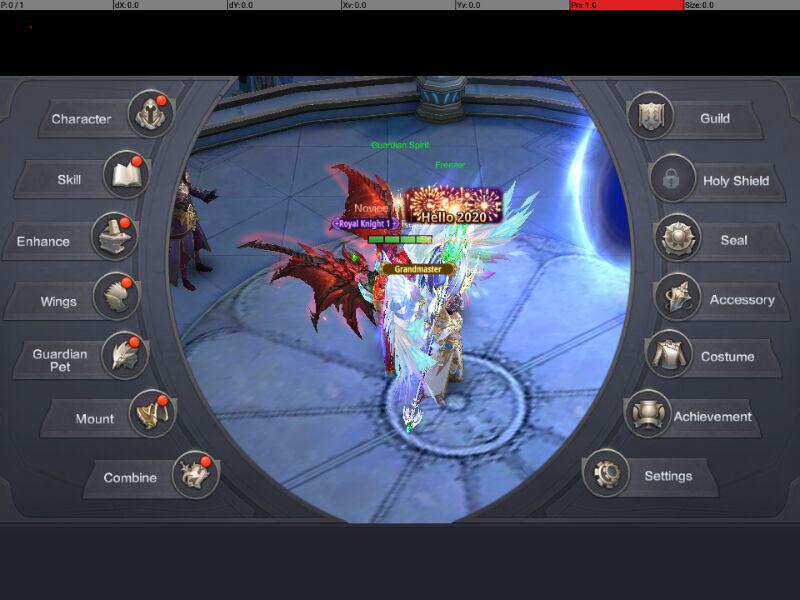 P: 0 / 1 dX: 0.0 dY: 0.0 Xv: 0.0 Yv: 0.0 Prs: 1.0 Size: 0.0
Character
Skill
Enhance
Wings
Guardian
Pet
Mount
Combine
Guardian Spirit
Freezer
Novice
Hello 2020
Royal Knight 1
Grandmaster
Guild
Holy Shield
Seal
Accessory
Costume
Achievement
Settings